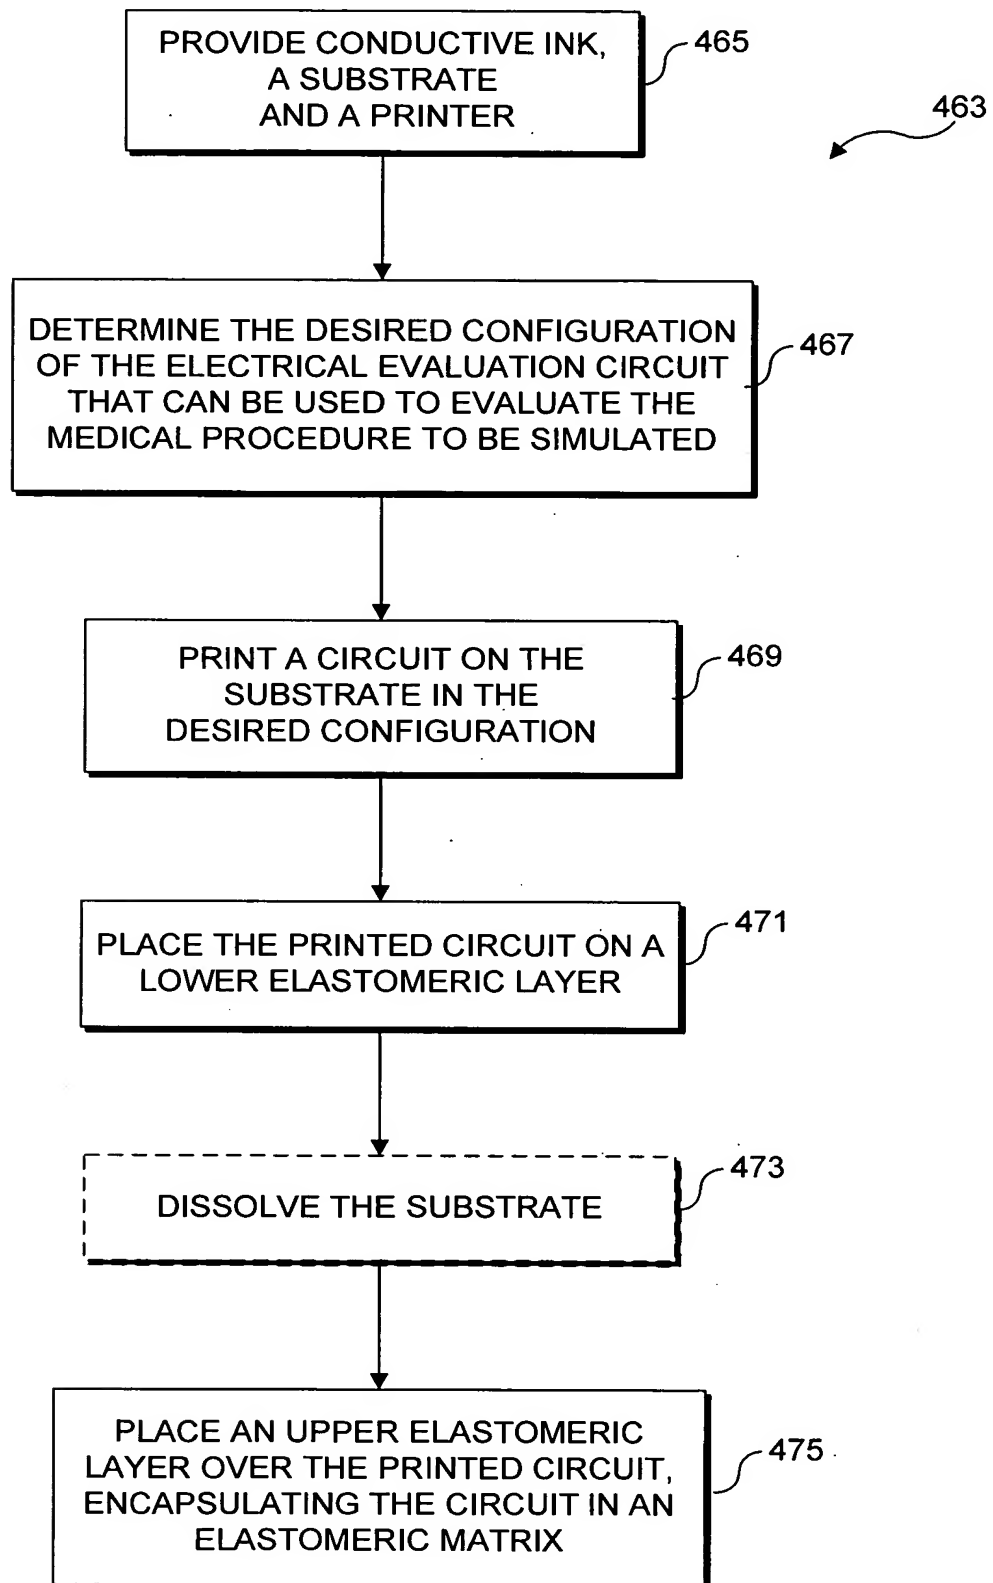 PROVIDE CONDUCTIVE INK,
A SUBSTRATE
AND A PRINTER
465
463
DETERMINE THE DESIRED CONFIGURATION
OF THE ELECTRICAL EVALUATION CIRCUIT
THAT CAN BE USED TO EVALUATE THE
MEDICAL PROCEDURE TO BE SIMULATED
467
PRINT A CIRCUIT ON THE
SUBSTRATE IN THE
DESIRED CONFIGURATION
469
PLACE THE PRINTED CIRCUIT ON A
LOWER ELASTOMERIC LAYER
471
DISSOLVE THE SUBSTRATE
473
PLACE AN UPPER ELASTOMERIC
LAYER OVER THE PRINTED CIRCUIT,
ENCAPSULATING THE CIRCUIT IN AN
ELASTOMERIC MATRIX
475